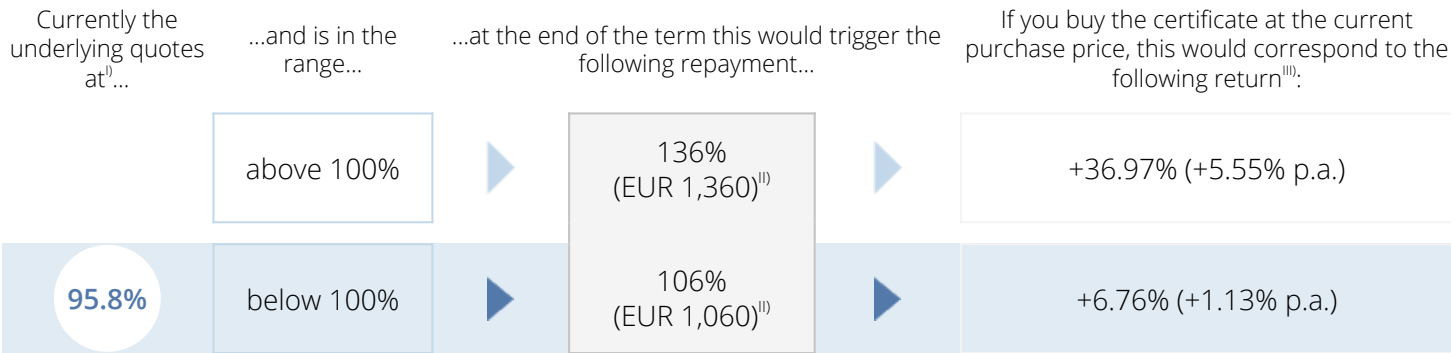 Currently the
underlying quotes
at^I)...
...and is in the
range...
...at the end of the term this would trigger the
following repayment...
If you buy the certificate at the current
purchase price, this would correspond to the
following return^III):
above 100%
136%
(EUR 1,360)^II)
+36.97% (+5.55% p.a.)
95.8%
below 100%
106%
(EUR 1,060)^II)
+6.76% (+1.13% p.a.)